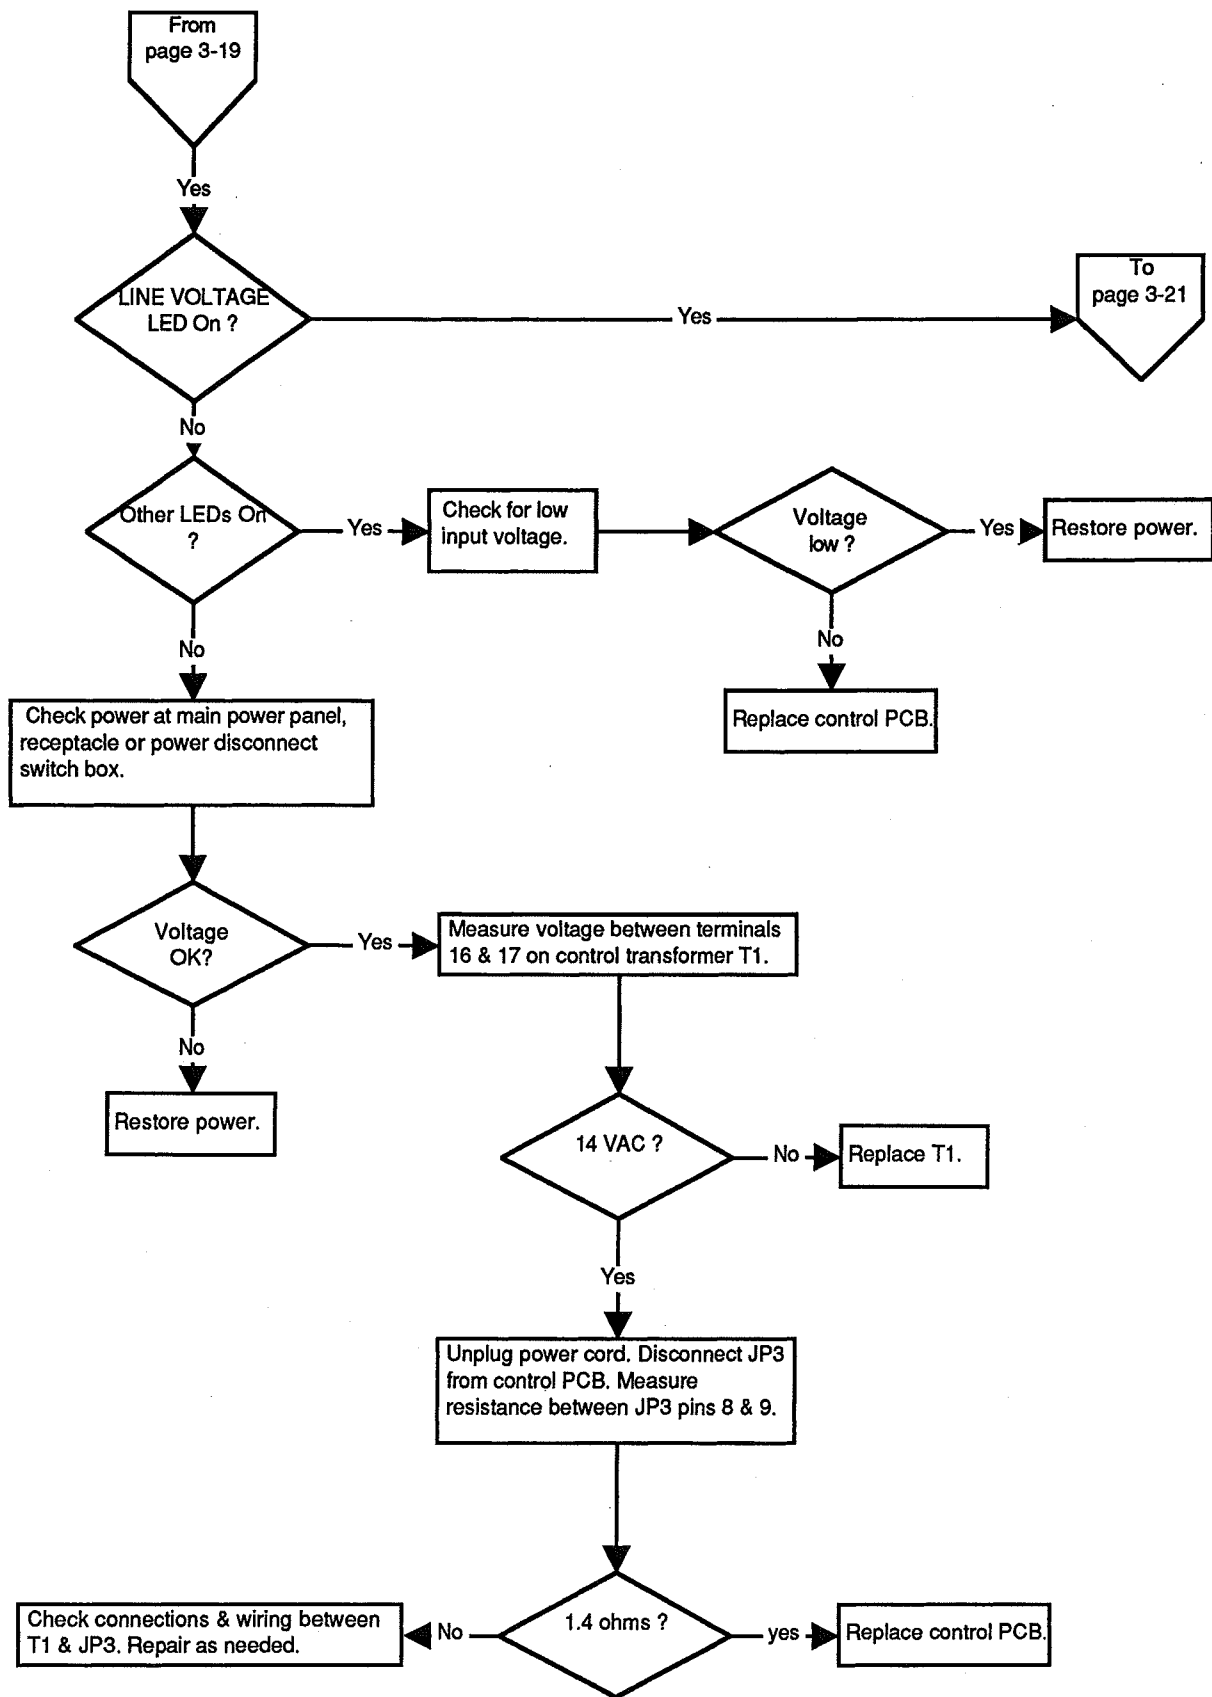 From
page 3-19
Yes
LINE VOLTAGE
LED On ?
Yes
To
page 3-21
No
Other LEDs On
?
Yes
Check for low
input voltage.
Voltage
low ?
Yes
Restore power.
No
Replace control PCB.
No
Check power at main power panel,
receptacle or power disconnect
switch box.
Voltage
OK?
Yes
Measure voltage between terminals
16 & 17 on control transformer T1.
No
Restore power.
14 VAC ?
No
Replace T1.
Yes
Unplug power cord. Disconnect JP3
from control PCB. Measure
resistance between JP3 pins 8 & 9.
1.4 ohms ?
No
Check connections & wiring between
T1 & JP3. Repair as needed.
yes
Replace control PCB.